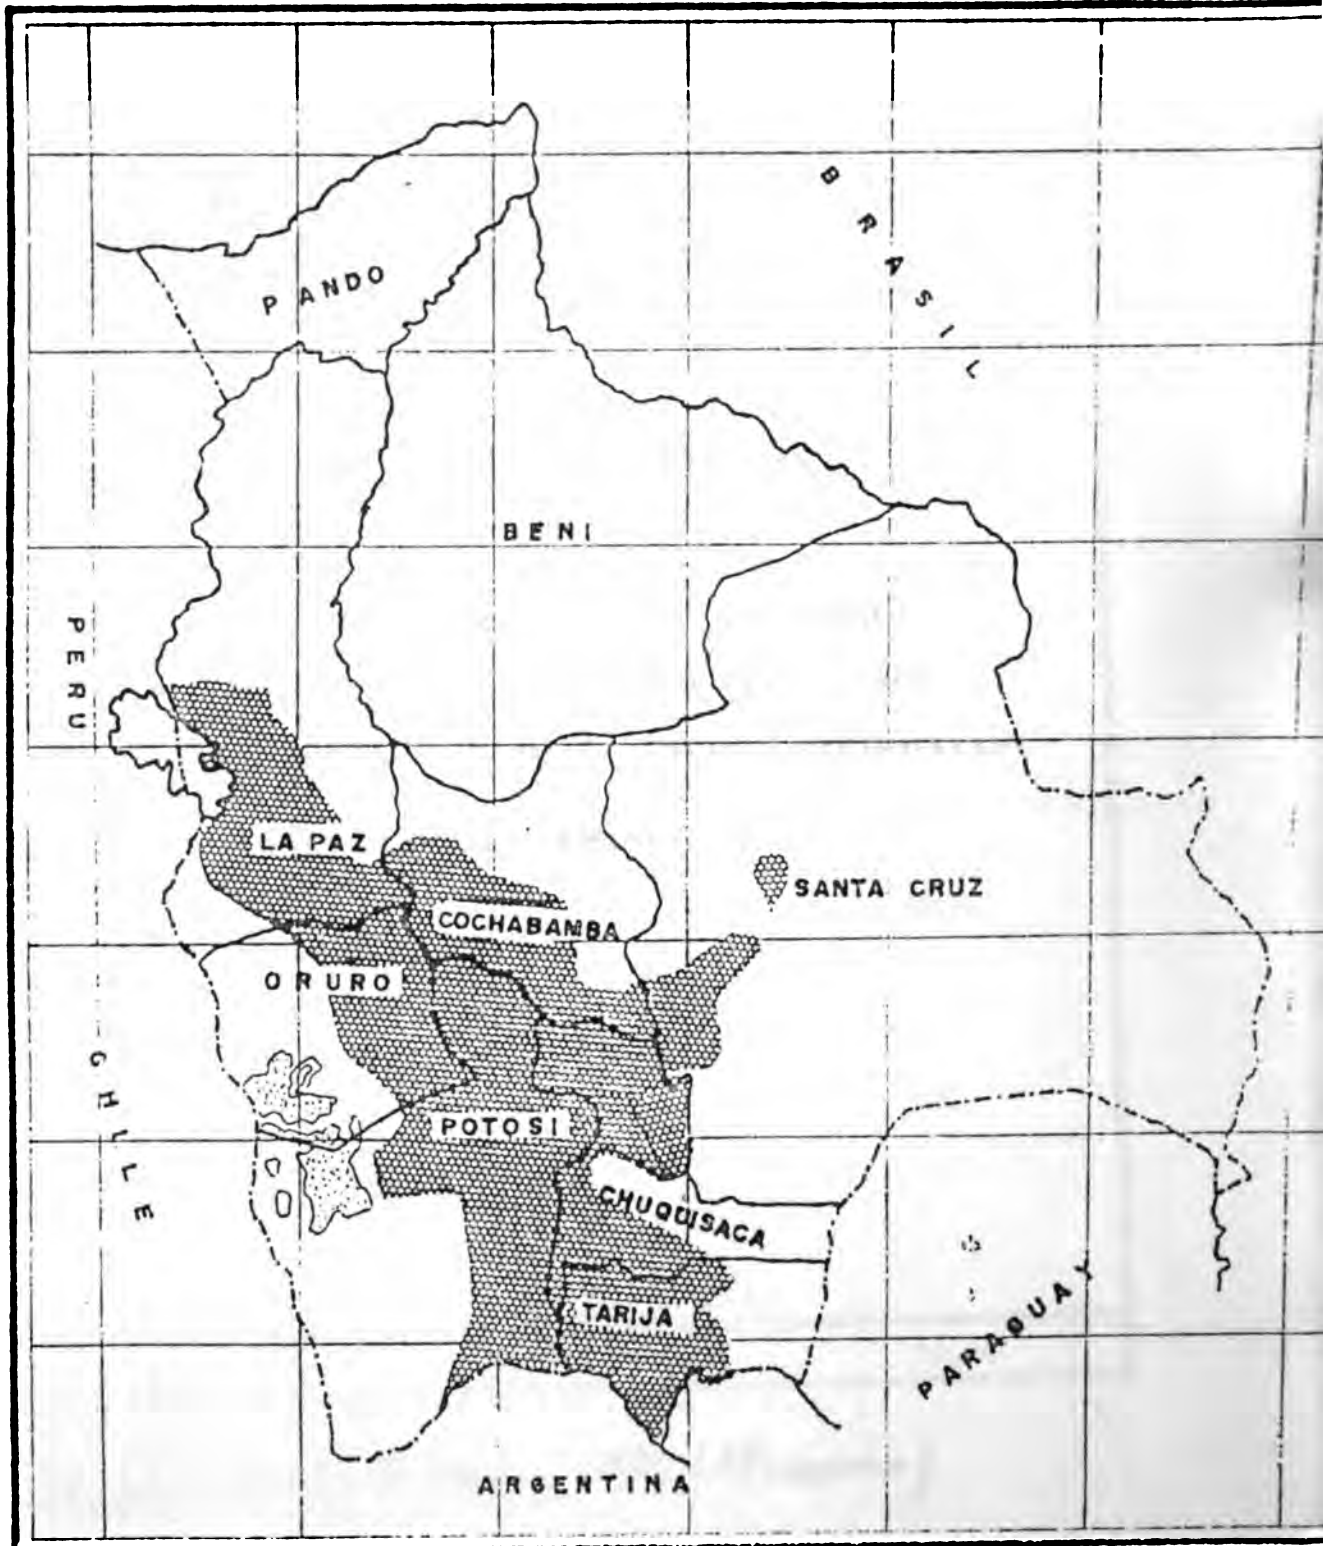 BRASIL
PANDO
BENI
PERU
LA PAZ
SANTA CRUZ
COCHABAMBA
ORURO
CHILE
POTOSI
CHUQUISACA
TARIJA
PARAGUAY
ARGENTINA